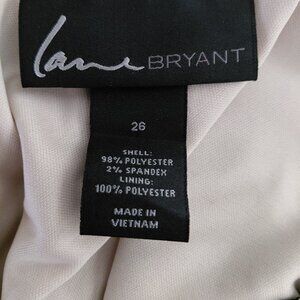 Lane BRYANT
26
SHELL:
98% POLYESTER
2% SPANDEX
LINING:
100% POLYESTER
MADE IN
VIETNAM